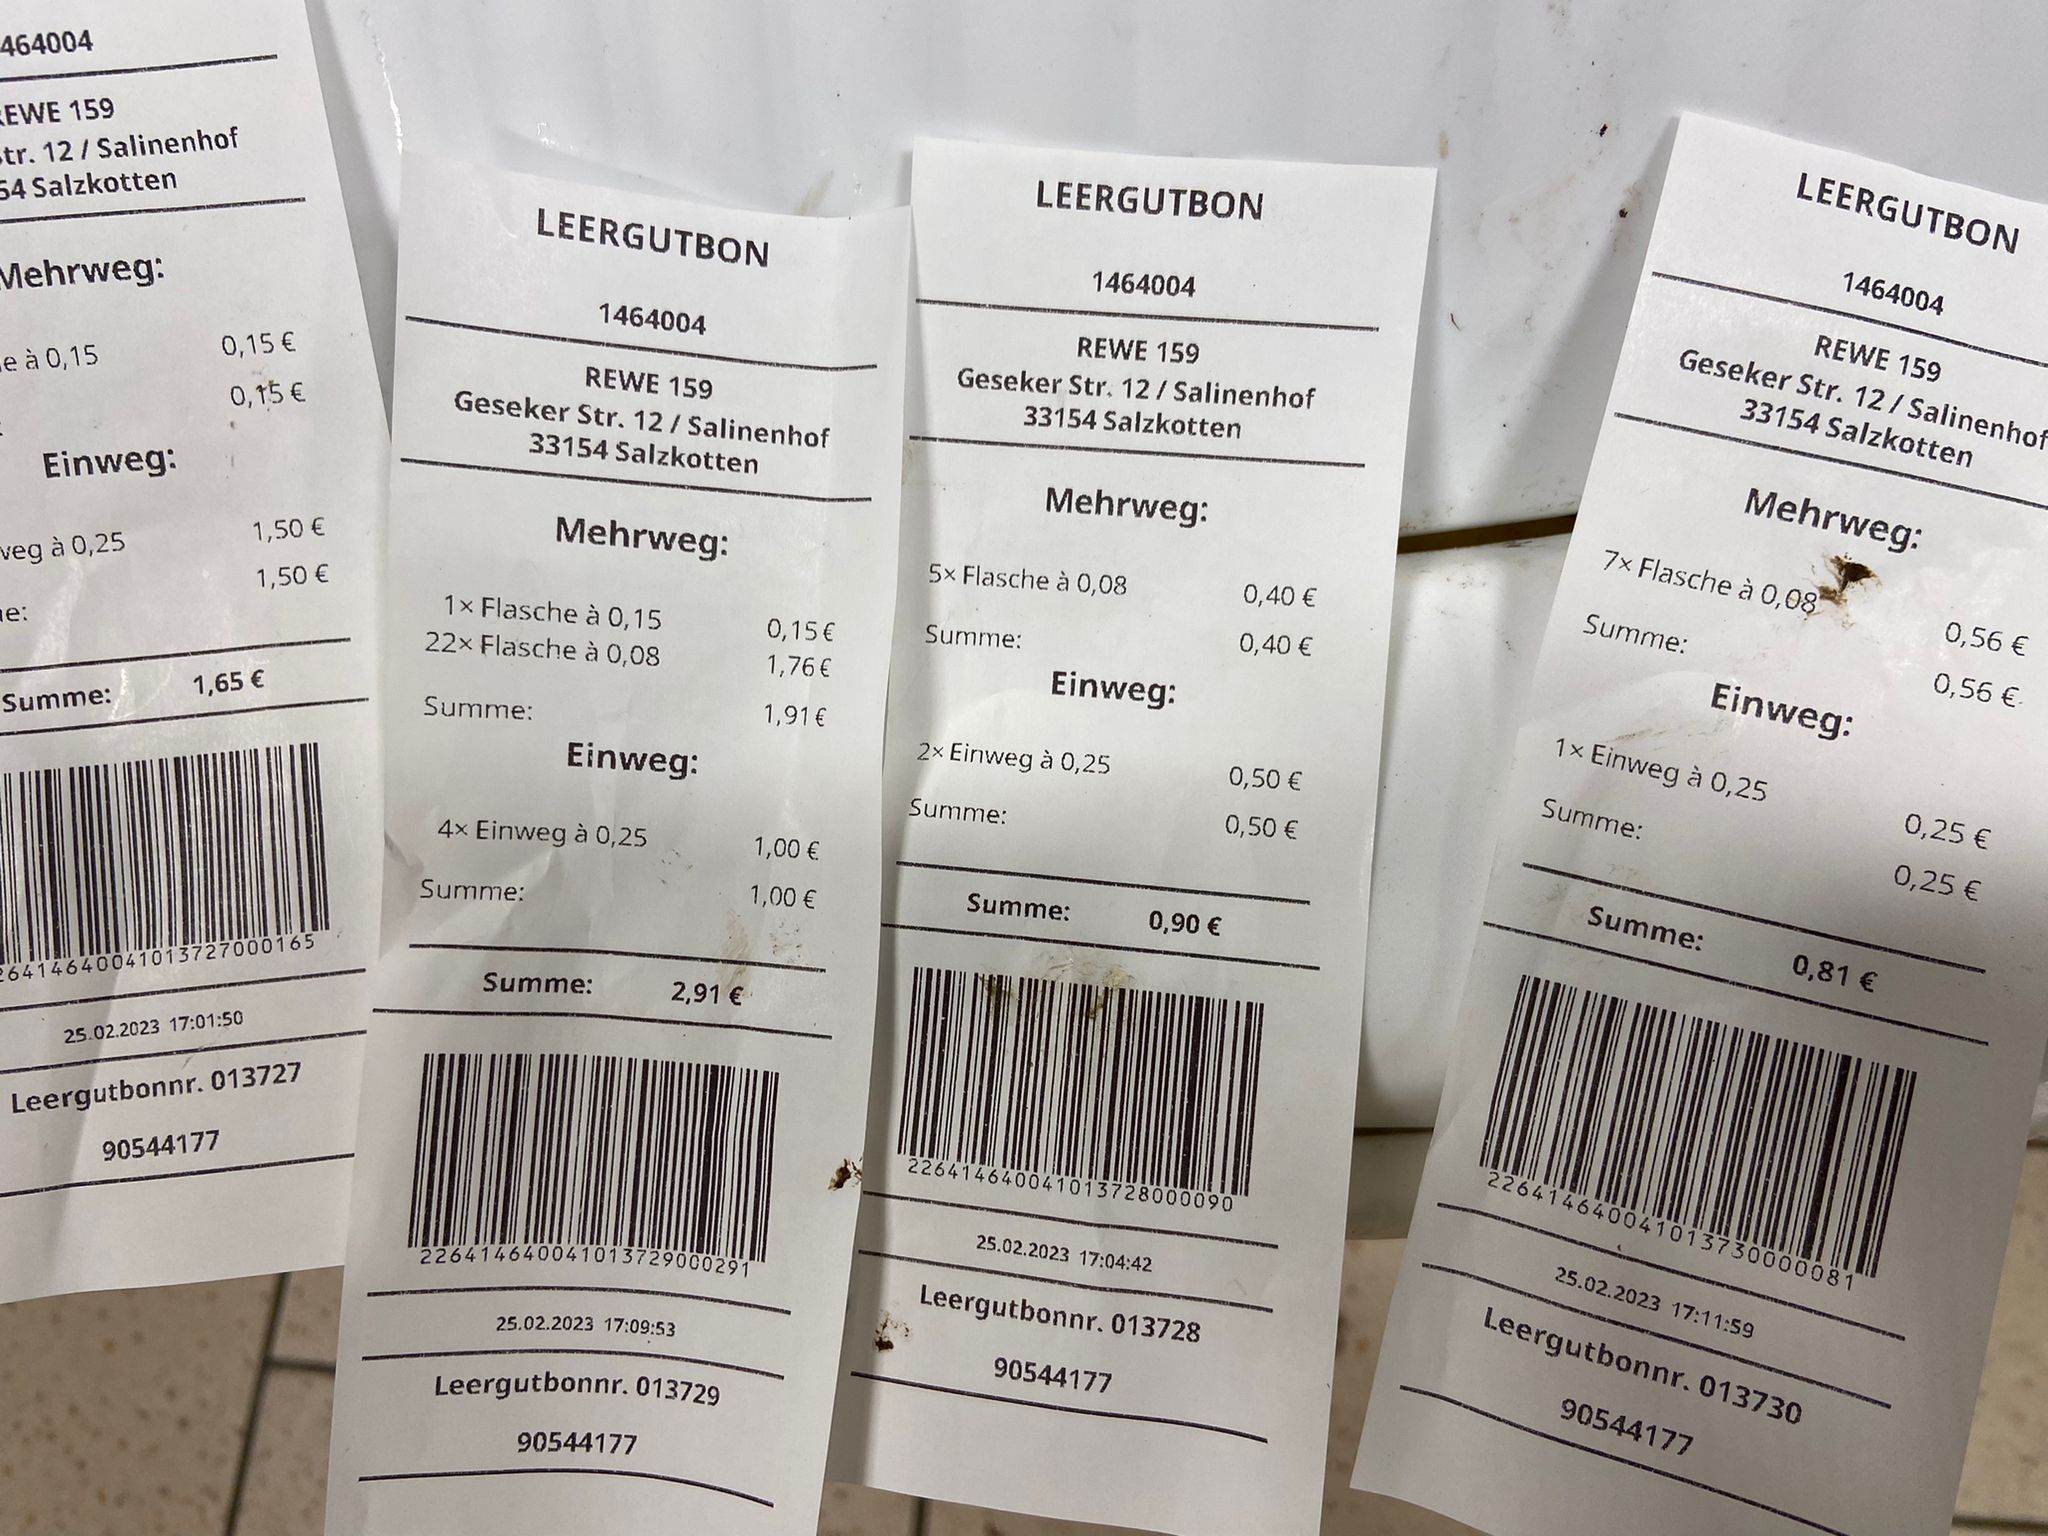 464004
REWE 159
Str. 12 / Salinenhof
54 Salzkotten
Mehrweg:
e à 0,15 0,15 €
0,15 €
Einweg:
weg à 0,25 1,50 €
1,50 €
Summe: 1,65 €
26414640041013727000165
25.02.2023 17:01:50
Leergutbonnr. 013727
90544177
LEERGUTBON
1464004
REWE 159
Geseker Str. 12 / Salinenhof
33154 Salzkotten
Mehrweg:
1× Flasche à 0,15 0,15 €
22× Flasche à 0,08 1,76 €
Summe: 1,91 €
Einweg:
4× Einweg à 0,25 1,00 €
Summe: 1,00 €
Summe: 2,91 €
226414640041013729000291
25.02.2023 17:09:53
Leergutbonnr. 013729
90544177
LEERGUTBON
1464004
REWE 159
Geseker Str. 12 / Salinenhof
33154 Salzkotten
Mehrweg:
5× Flasche à 0,08 0,40 €
Summe: 0,40 €
Einweg:
2× Einweg à 0,25 0,50 €
Summe: 0,50 €
Summe: 0,90 €
226414640041013728000090
25.02.2023 17:04:42
Leergutbonnr. 013728
90544177
LEERGUTBON
1464004
REWE 159
Geseker Str. 12 / Salinenhof
33154 Salzkotten
Mehrweg:
7× Flasche à 0,08 0,56 €
Summe: 0,56 €
Einweg:
1× Einweg à 0,25 0,25 €
Summe: 0,25 €
Summe: 0,81 €
226414640041013730000081
25.02.2023 17:11:59
Leergutbonnr. 013730
90544177